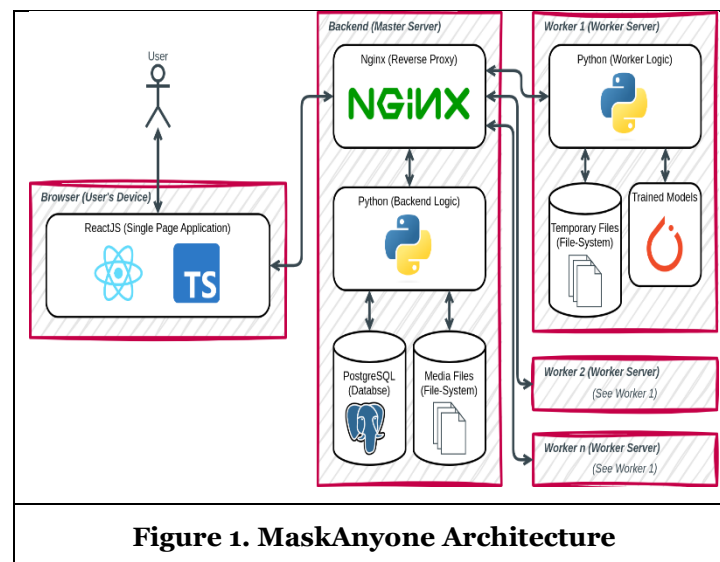 User
Browser (User's Device)
ReactJS (Single Page Application)
TS
Backend (Master Server)
Nginx (Reverse Proxy)
NGiNX
Python (Backend Logic)
PostgreSQL
(Databse)
Media Files
(File-System)
Worker 1 (Worker Server)
Python (Worker Logic)
Temporary Files
(File-System)
Trained Models
Worker 2 (Worker Server)
(See Worker 1)
Worker n (Worker Server)
(See Worker 1)
Figure 1. MaskAnyone Architecture